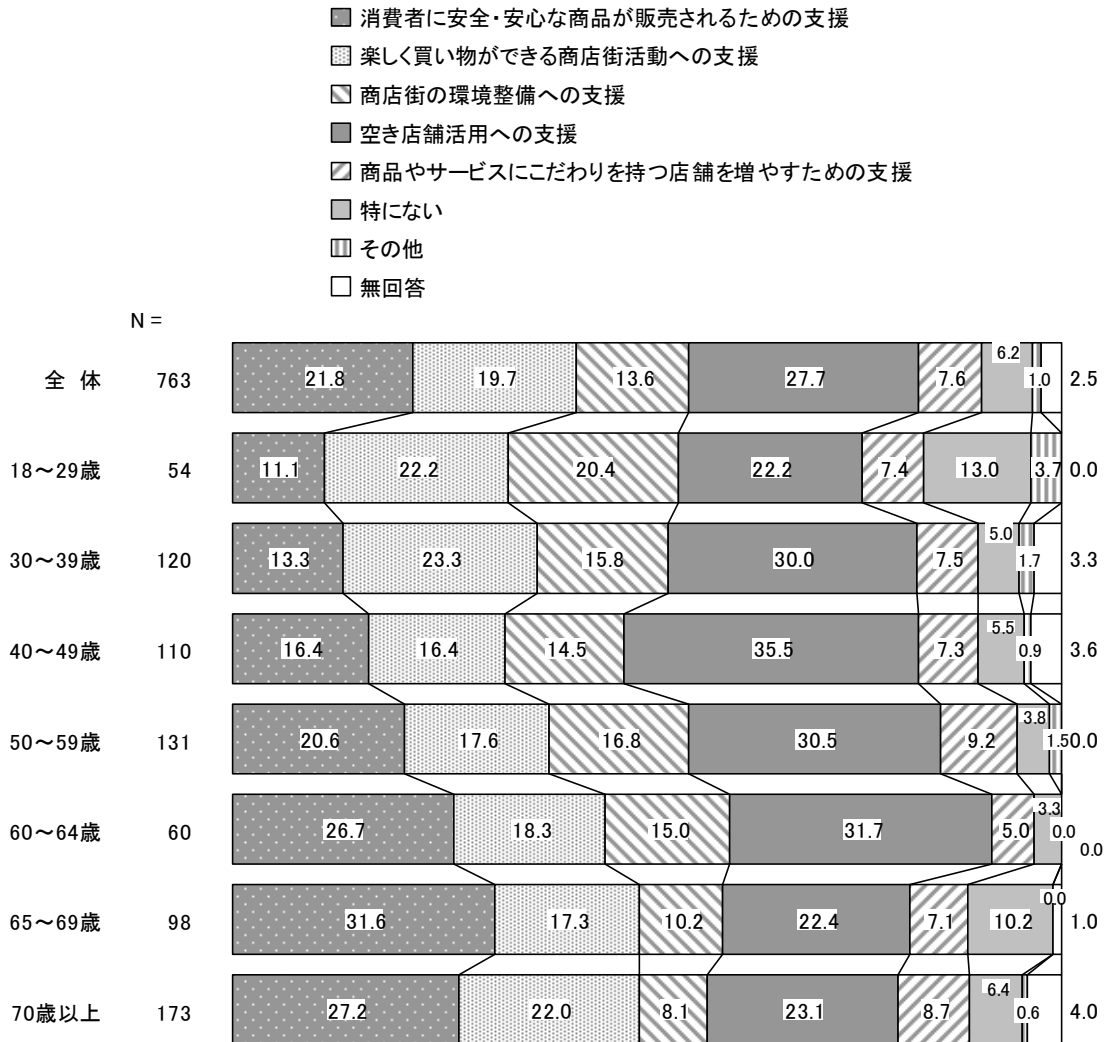 消費者に安全・安心な商品が販売されるための支援
楽しく買い物ができる商店街活動への支援
商店街の環境整備への支援
空き店舗活用への支援
商品やサービスにこだわりを持つ店舗を増やすための支援
特にない
その他
無回答
N =
全 体 763 21.8 19.7 13.6 27.7 7.6 6.2 1.0 2.5
18～29歳 54 11.1 22.2 20.4 22.2 7.4 13.0 3.7 0.0
30～39歳 120 13.3 23.3 15.8 30.0 7.5 5.0 1.7 3.3
40～49歳 110 16.4 16.4 14.5 35.5 7.3 5.5 0.9 3.6
50～59歳 131 20.6 17.6 16.8 30.5 9.2 3.8 1.5 0.0
60～64歳 60 26.7 18.3 15.0 31.7 5.0 3.3 0.0 0.0
65～69歳 98 31.6 17.3 10.2 22.4 7.1 10.2 0.0 1.0
70歳以上 173 27.2 22.0 8.1 23.1 8.7 6.4 0.6 4.0